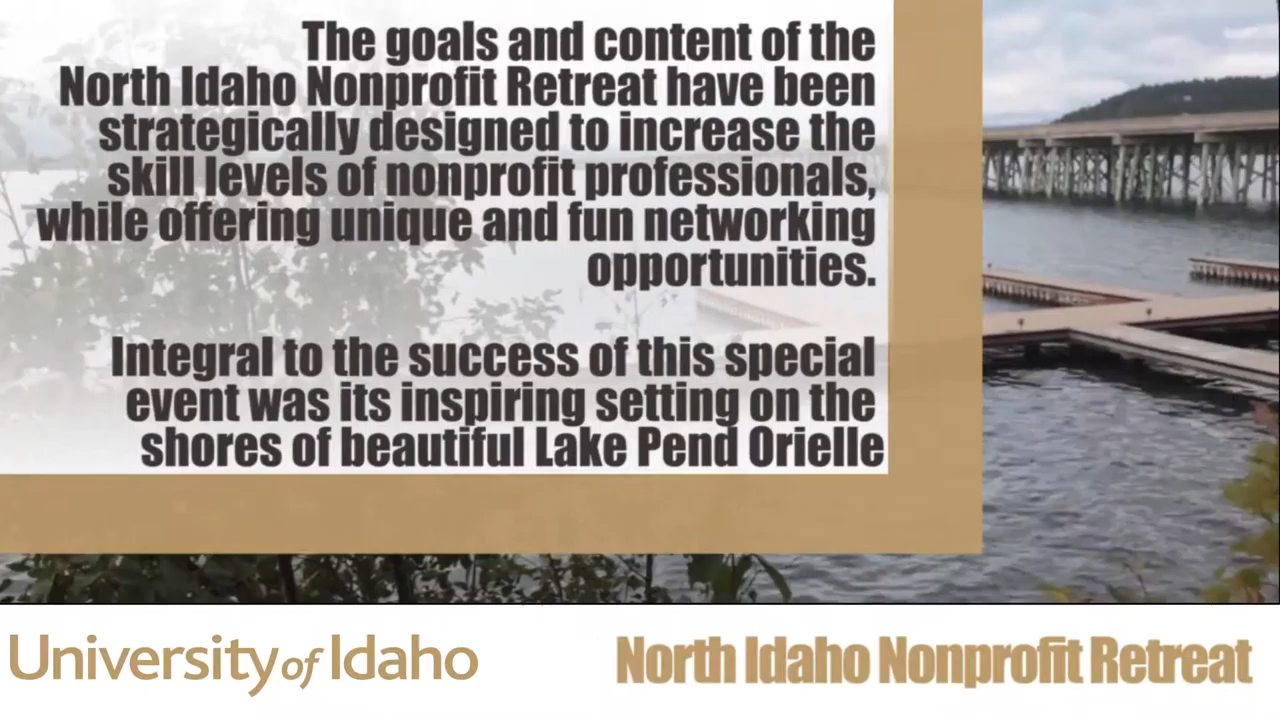 The goals and content of the
North Idaho Nonprofit Retreat have been
strategically designed to increase the
skill levels of nonprofit professionals,
while offering unique and fun networking
opportunities.
Integral to the success of this special
event was its inspiring setting on the
shores of beautiful Lake Pend Orielle
University of Idaho
North Idaho Nonprofit Retreat